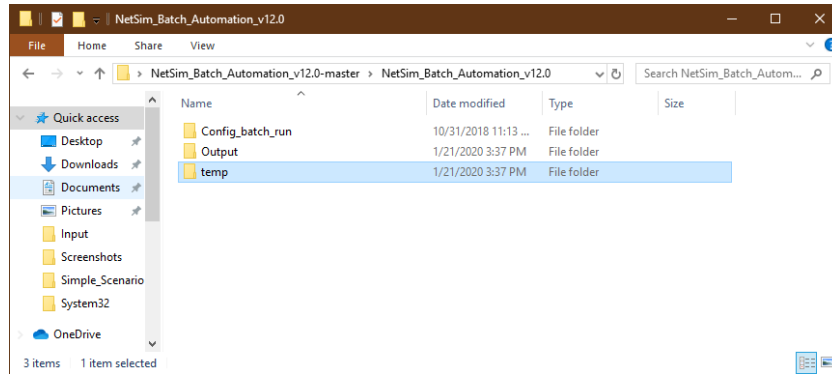 NetSim_Batch_Automation_v12.0
File Home Share View
NetSim_Batch_Automation_v12.0-master > NetSim_Batch_Automation_v12.0
Search NetSim_Batch_Autom...
Name Date modified Type Size
Quick access
Desktop
Downloads
Documents
Pictures
Input
Screenshots
Simple_Scenario
System32
OneDrive
Config_batch_run 10/31/2018 11:13 ... File folder
Output 1/21/2020 3:37 PM File folder
temp 1/21/2020 3:37 PM File folder
3 items 1 item selected